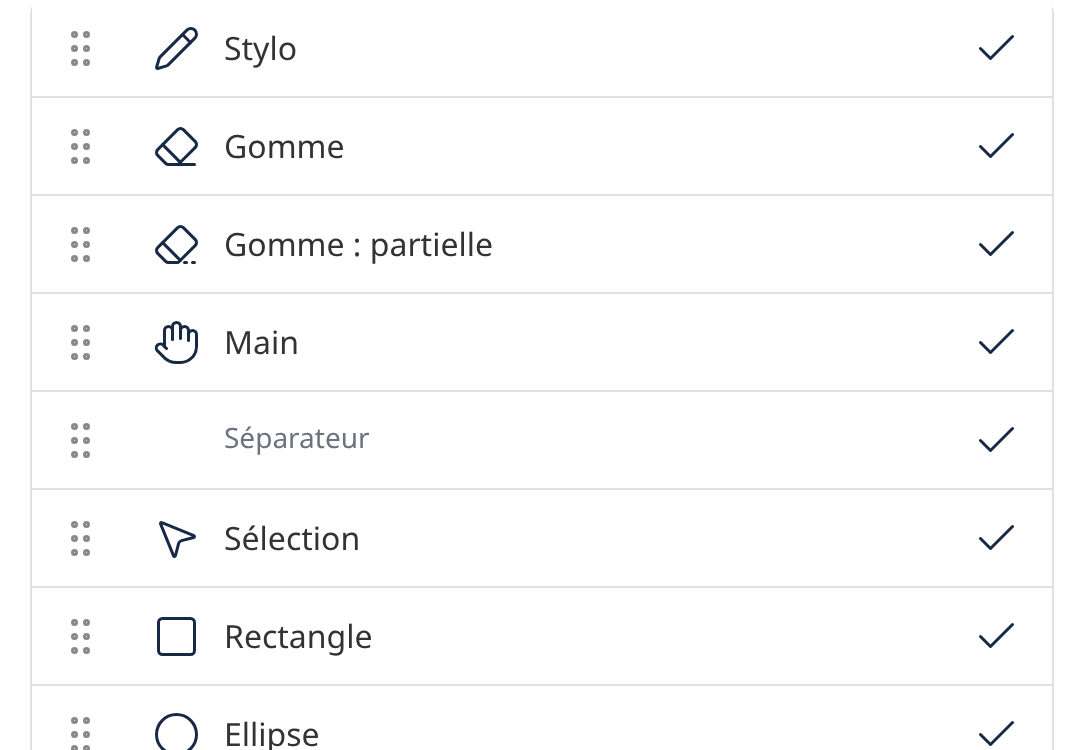 Stylo
Gomme
Gomme : partielle
Main
Séparateur
Sélection
Rectangle
Ellipse